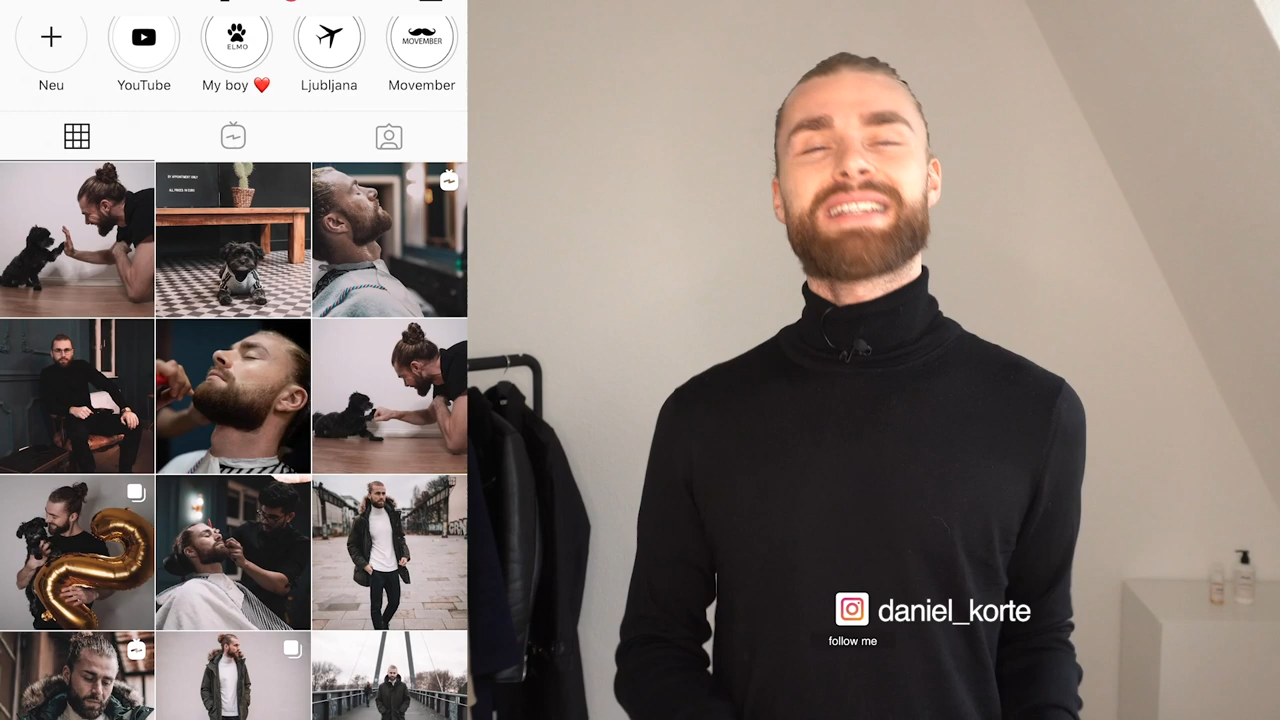 ELMO
MOVEMBER
Neu
YouTube
My boy ❤️
Ljubljana
Movember
BY APPOINTMENT ONLY
ALL PRICES IN EURO
daniel_korte
follow me